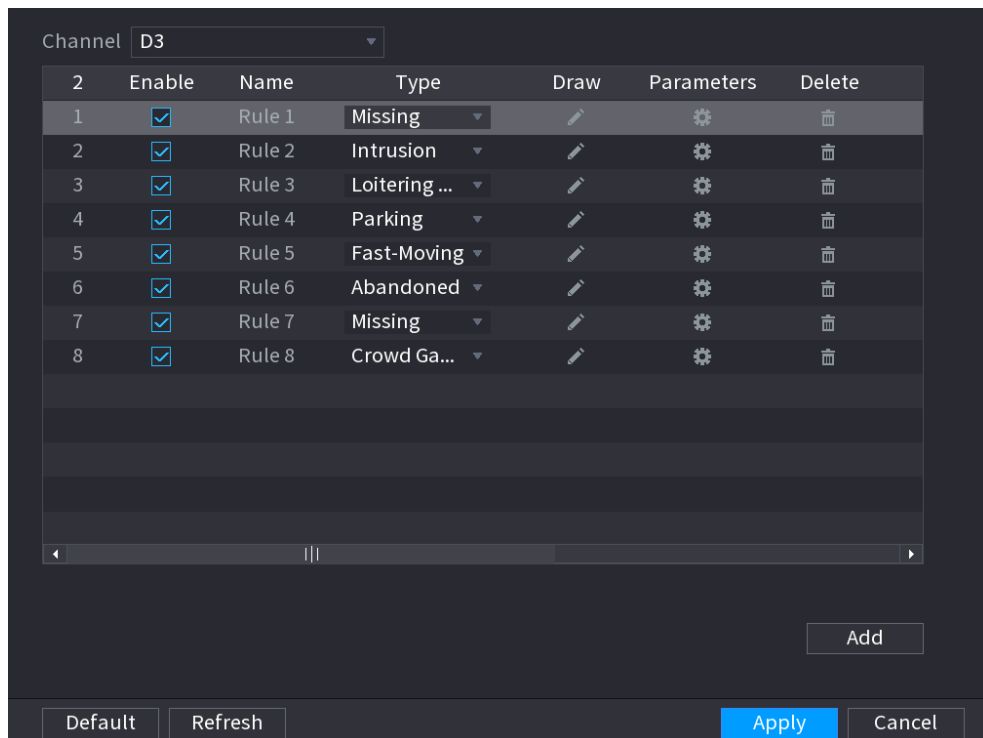 Channel D3
2 Enable Name Type Draw Parameters Delete
1 Rule 1 Missing
2 Rule 2 Intrusion
3 Rule 3 Loitering ...
4 Rule 4 Parking
5 Rule 5 Fast-Moving
6 Rule 6 Abandoned
7 Rule 7 Missing
8 Rule 8 Crowd Ga...
Add
Default Refresh Apply Cancel